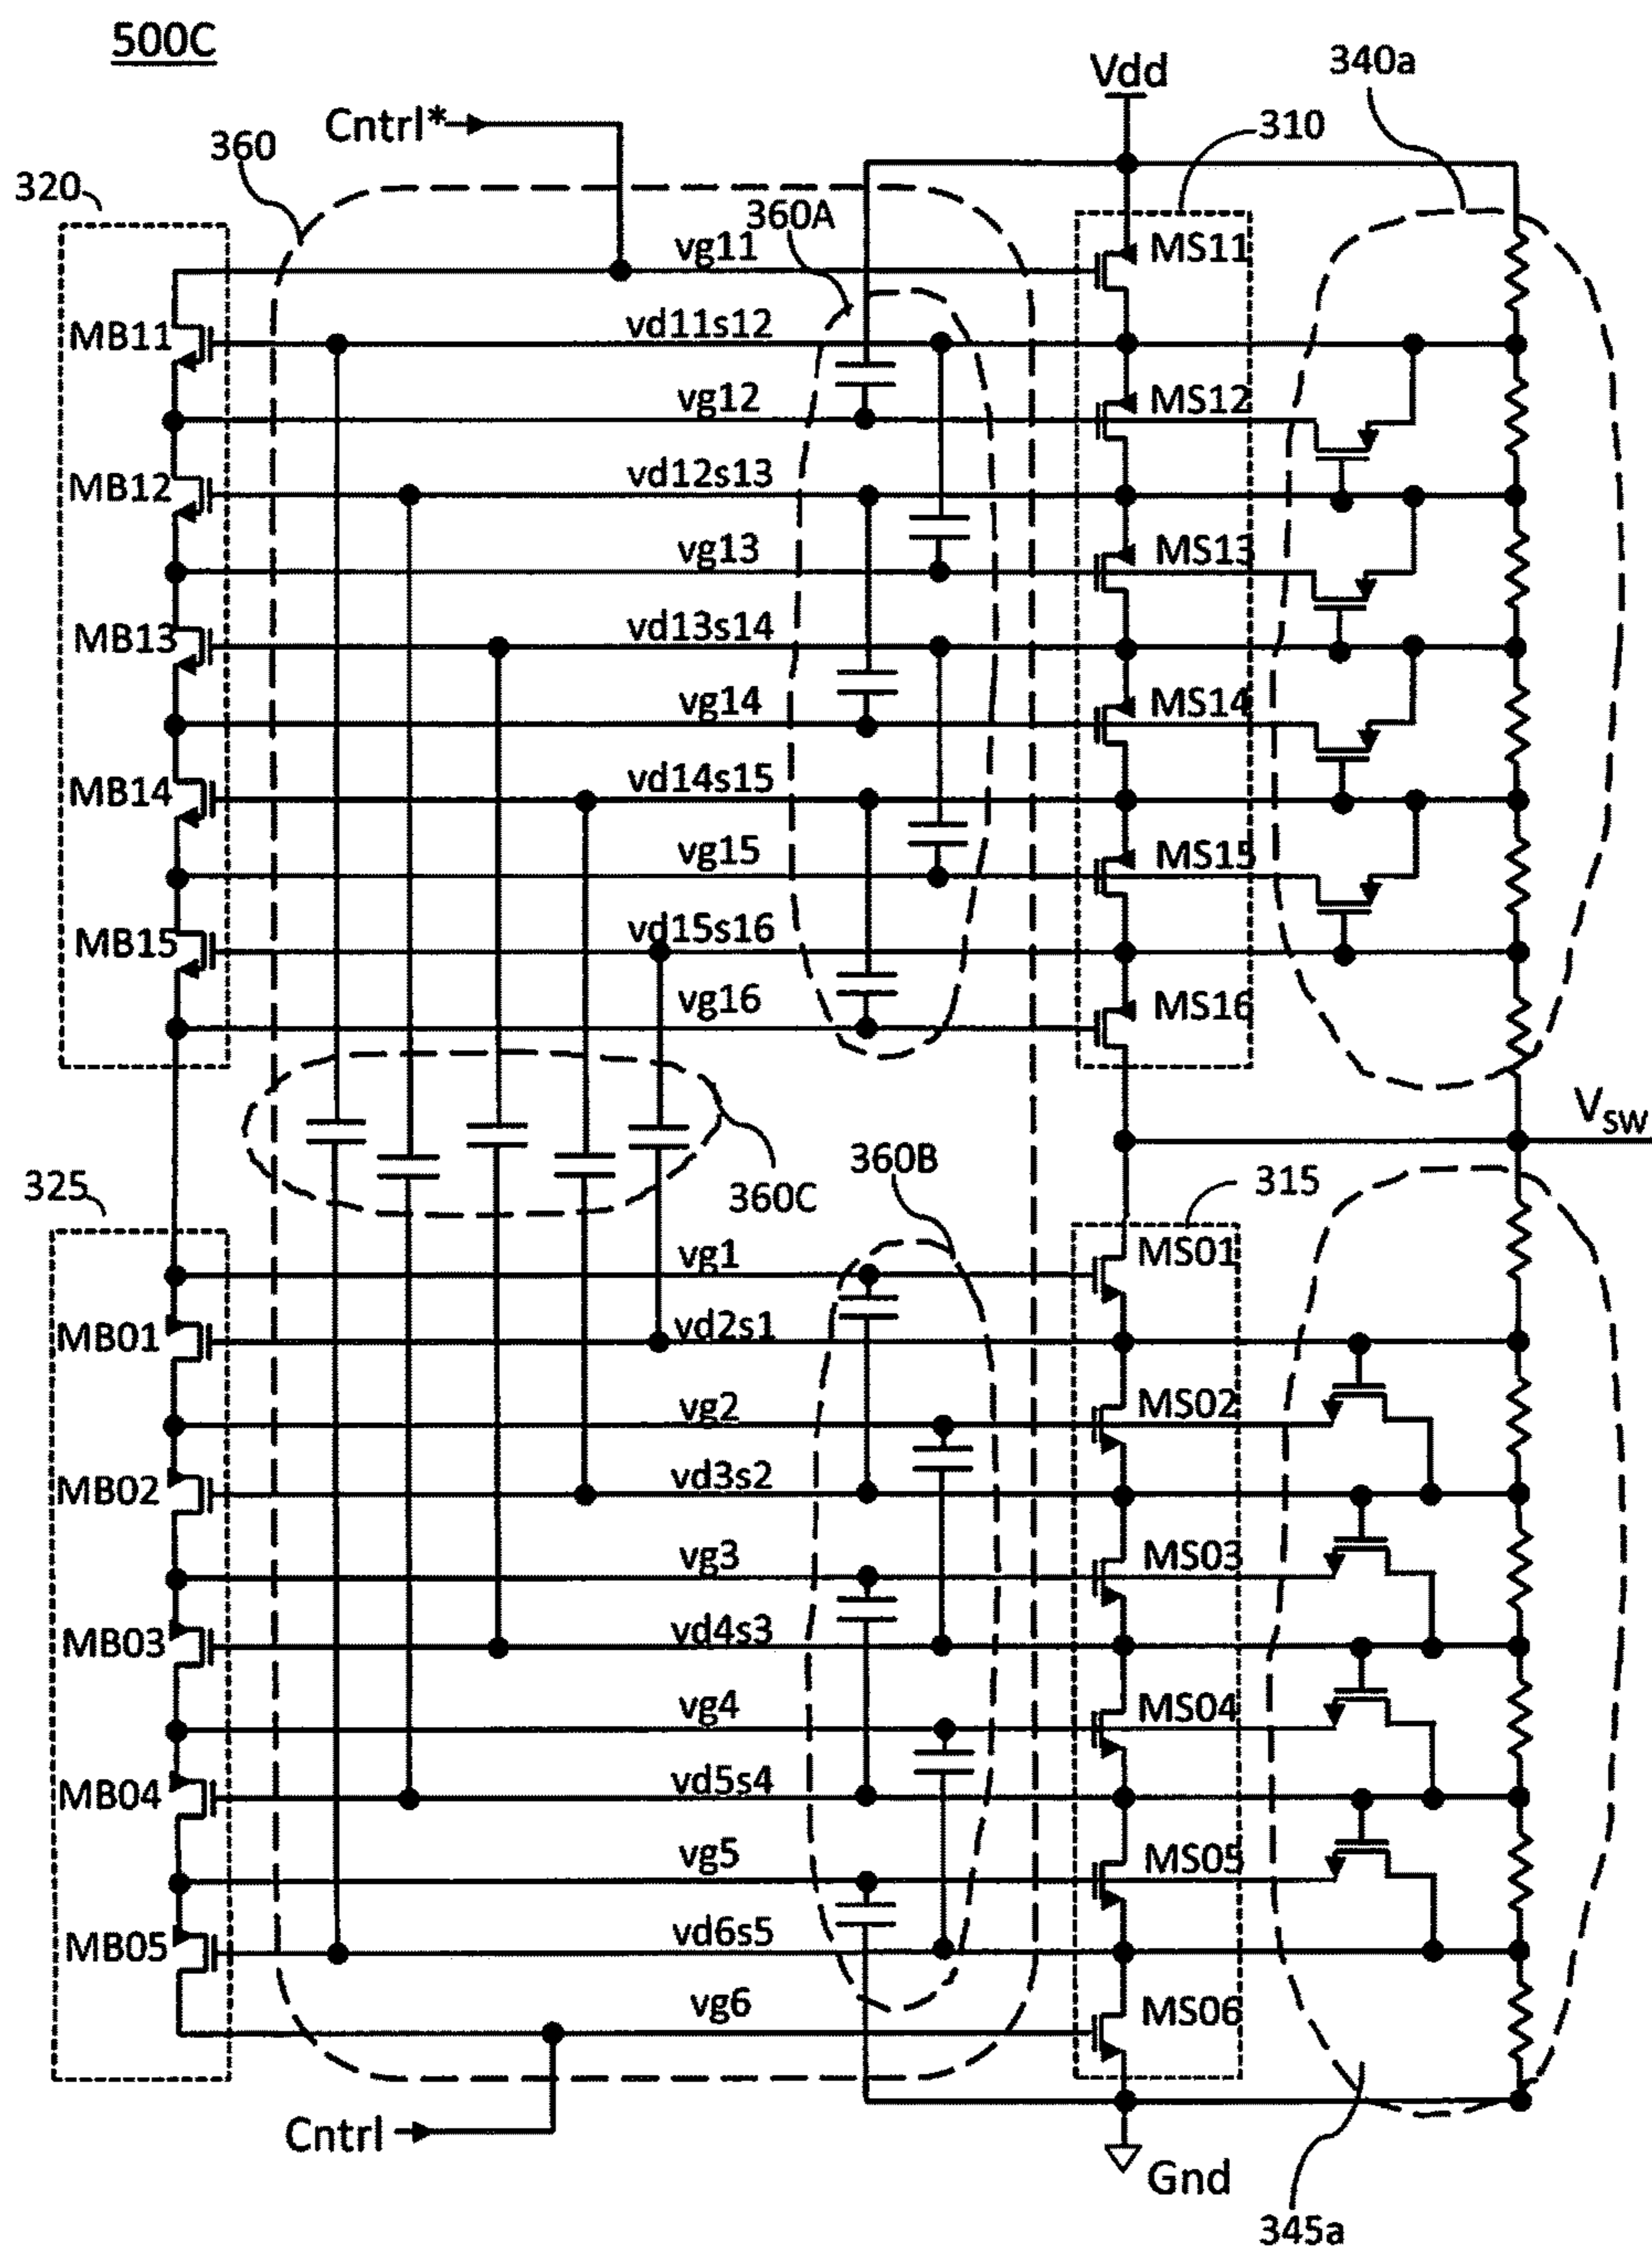 500C
Vdd
340a
Cntrl*
310
360
320
360A
vg11
MS11
MB11
vd11s12
vg12
MS12
MB12
vd12s13
vg13
MS13
MB13
vd13s14
vg14
MS14
MB14
vd14s15
vg15
MS15
MB15
vd15s16
vg16
MS16
VSW
360B
325
360C
315
vg1
MS01
MB01
vd2s1
vg2
MS02
MB02
vd3s2
vg3
MS03
MB03
vd4s3
vg4
MS04
MB04
vd5s4
vg5
MS05
MB05
vd6s5
vg6
MS06
Cntrl
Gnd
345a